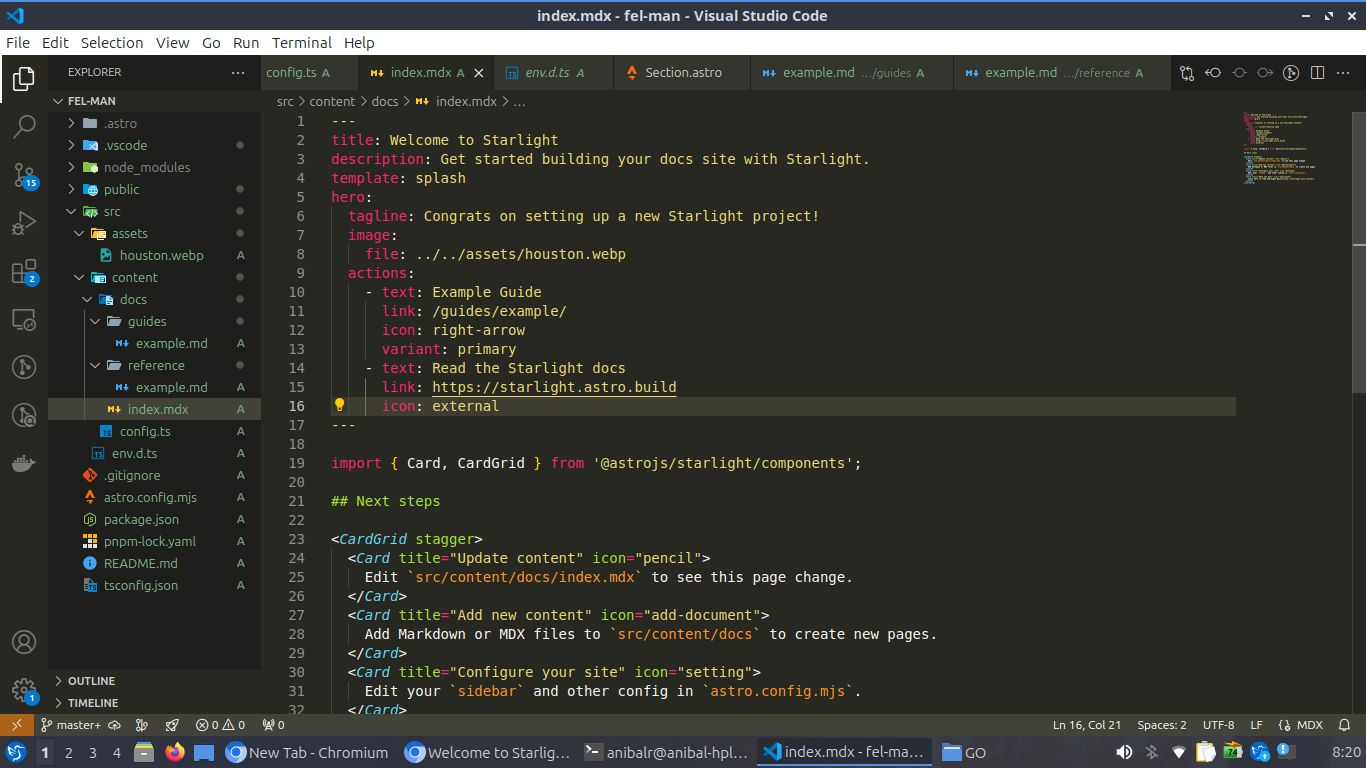 index.mdx - fel-man - Visual Studio Code
File Edit Selection View Go Run Terminal Help
EXPLORER
config.ts A
index.mdx A
env.d.ts A
Section.astro
example.md .../guides A
example.md .../reference A
FEL-MAN
.astro
.vscode
node_modules
public
src
assets
houston.webp A
content
docs
guides
example.md A
reference
example.md A
index.mdx A
config.ts A
env.d.ts A
.gitignore A
astro.config.mjs A
package.json A
pnpm-lock.yaml A
README.md A
tsconfig.json A
OUTLINE
TIMELINE
15
2
1
src > content > docs > index.mdx > ...
1 ---
2 title: Welcome to Starlight
3 description: Get started building your docs site with Starlight.
4 template: splash
5 hero:
6 tagline: Congrats on setting up a new Starlight project!
7 image:
8 file: ../../assets/houston.webp
9 actions:
10 - text: Example Guide
11 link: /guides/example/
12 icon: right-arrow
13 variant: primary
14 - text: Read the Starlight docs
15 link: https://starlight.astro.build
16 icon: external
17 ---
18
19 import { Card, CardGrid } from '@astrojs/starlight/components';
20
21 ## Next steps
22
23 <CardGrid stagger>
24 <Card title="Update content" icon="pencil">
25 Edit `src/content/docs/index.mdx` to see this page change.
26 </Card>
27 <Card title="Add new content" icon="add-document">
28 Add Markdown or MDX files to `src/content/docs` to create new pages.
29 </Card>
30 <Card title="Configure your site" icon="setting">
31 Edit your `sidebar` and other config in `astro.config.mjs`.
32 </Card>
master+ 0 0 0 Ln 16, Col 21 Spaces: 2 UTF-8 LF MDX
1 2 3 4 New Tab - Chromium Welcome to Starlig... anibalr@anibal-hpl... index.mdx - fel-ma... GO 74 8:20